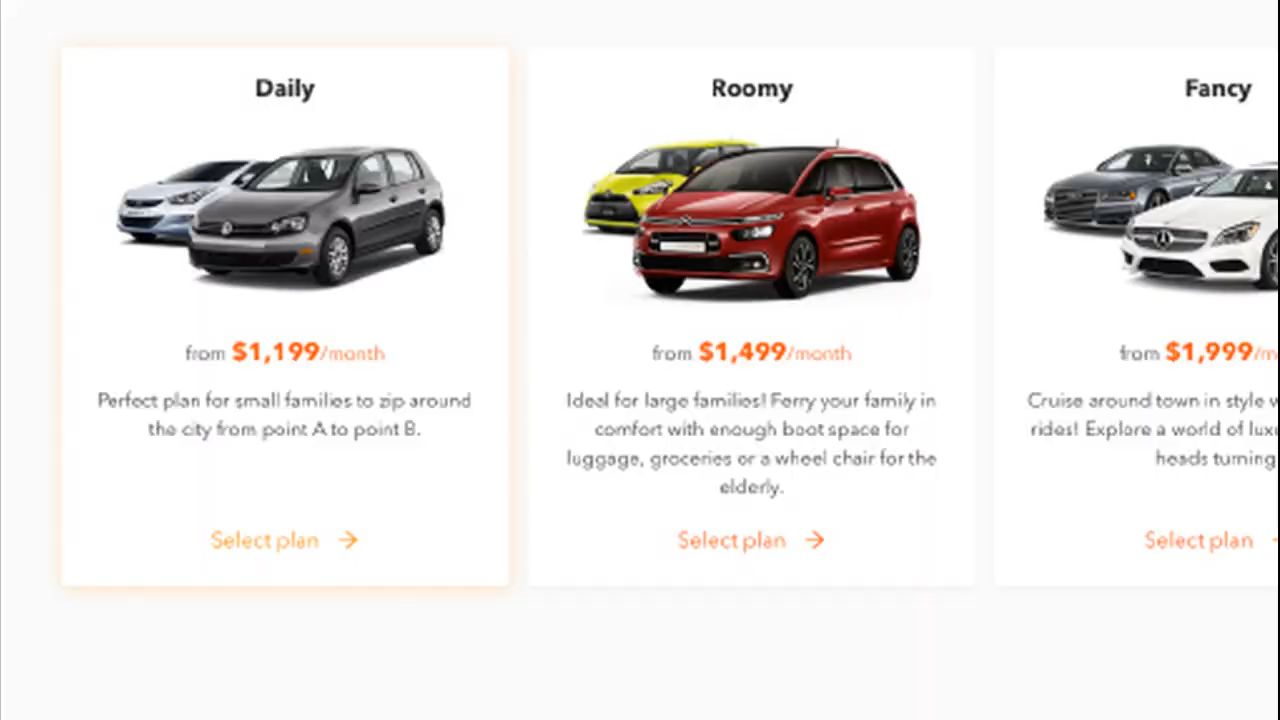 Daily
from $1,199/month
Perfect plan for small families to zip around
the city from point A to point B.
Select plan
Roomy
from $1,499/month
Ideal for large families! Ferry your family in
comfort with enough boot space for
luggage, groceries or a wheel chair for the
elderly.
Select plan
Fancy
from $1,999/m
Cruise around town in style
rides! Explore a world of
heads turning
Select plan